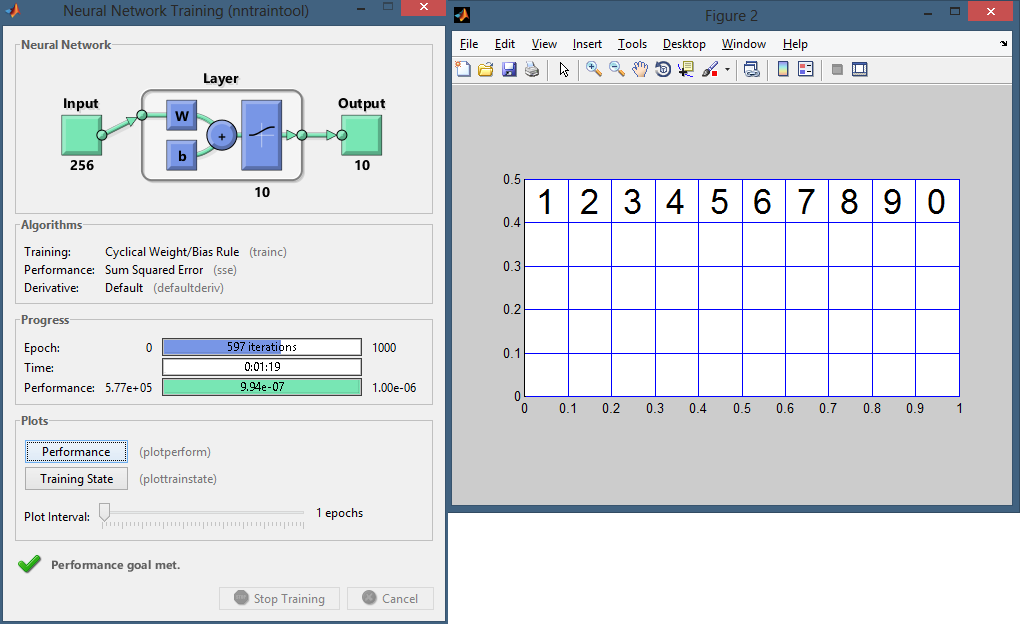 Neural Network Training (nntraintool)
Neural Network
Layer
Input
Output
W
+
b
256
10
10
Algorithms
Training: Cyclical Weight/Bias Rule (trainc)
Performance: Sum Squared Error (sse)
Derivative: Default (defaultderiv)
Progress
Epoch: 0 597 iterations 1000
Time: 0:01:19
Performance: 5.77e+05 9.94e-07 1.00e-06
Plots
Performance (plotperform)
Training State (plottrainstate)
Plot Interval: 1 epochs
Performance goal met.
Stop Training Cancel
Figure 2
File Edit View Insert Tools Desktop Window Help
0.5
1 2 3 4 5 6 7 8 9 0
0.4
0.3
0.2
0.1
0
0 0.1 0.2 0.3 0.4 0.5 0.6 0.7 0.8 0.9 1